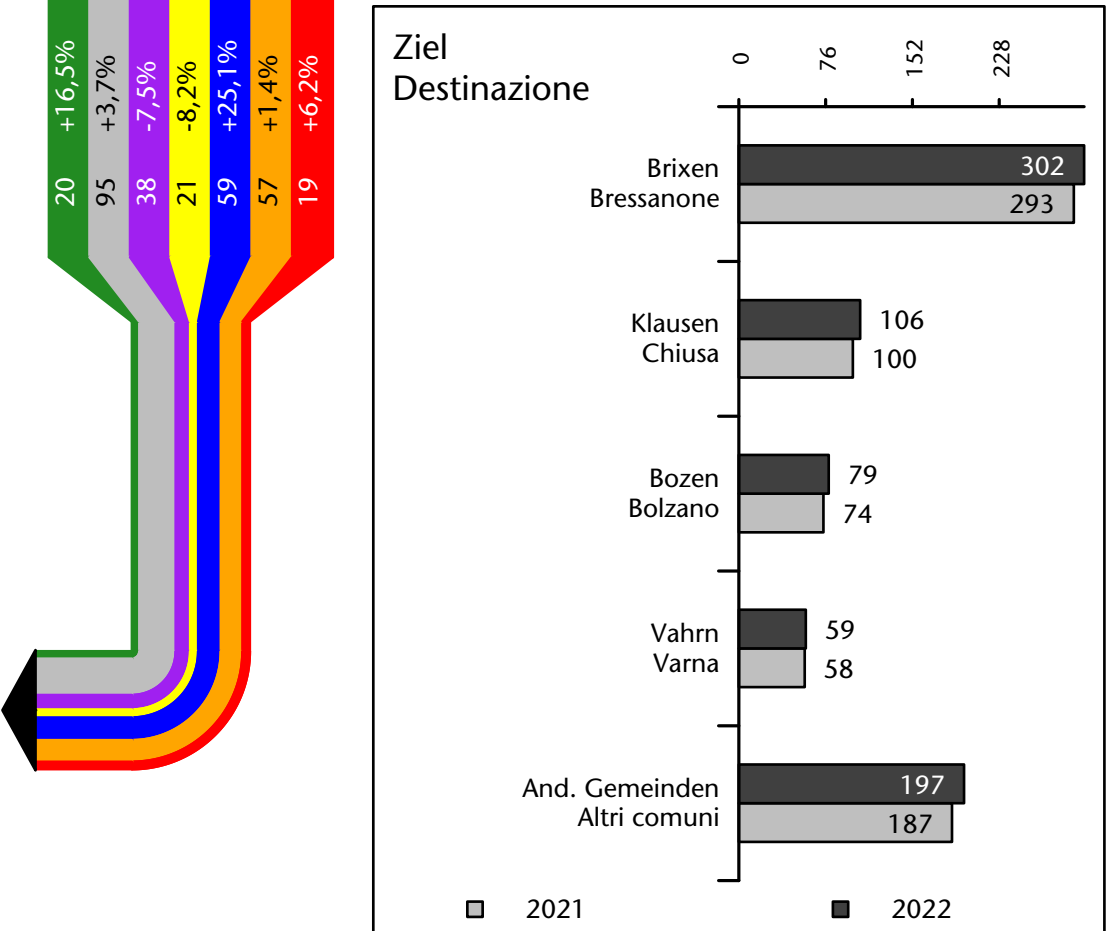 20 +16,5%
95 +3,7%
38 -7,5%
21 -8,2%
59 +25,1%
57 +1,4%
19 +6,2%
Ziel
Destinazione
0 76 152 228
Brixen
Bressanone
302
293
Klausen
Chiusa
106
100
Bozen
Bolzano
79
74
Vahrn
Varna
59
58
And. Gemeinden
Altri comuni
197
187
2021 2022